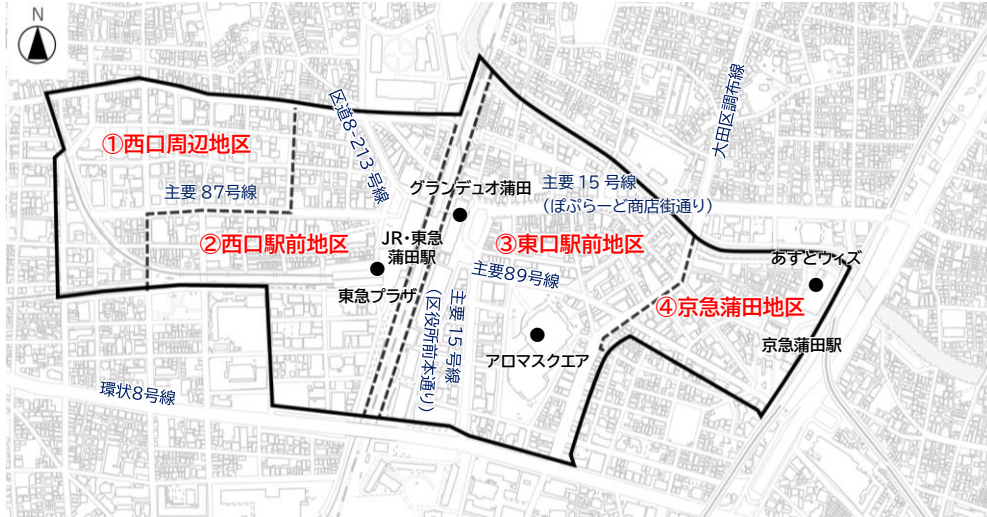 N
大田区調布線
区道8-213号線
①西口周辺地区
主要 87号線
グランデュオ蒲田
主要 15 号線
（ぽぷらーど商店街通り）
②西口駅前地区
JR・東急
蒲田駅
③東口駅前地区
あすとウィズ
東急プラザ
主要89号線
主要 15 号線
（区役所前本通り）
④京急蒲田地区
京急蒲田駅
アロマスクエア
環状8号線